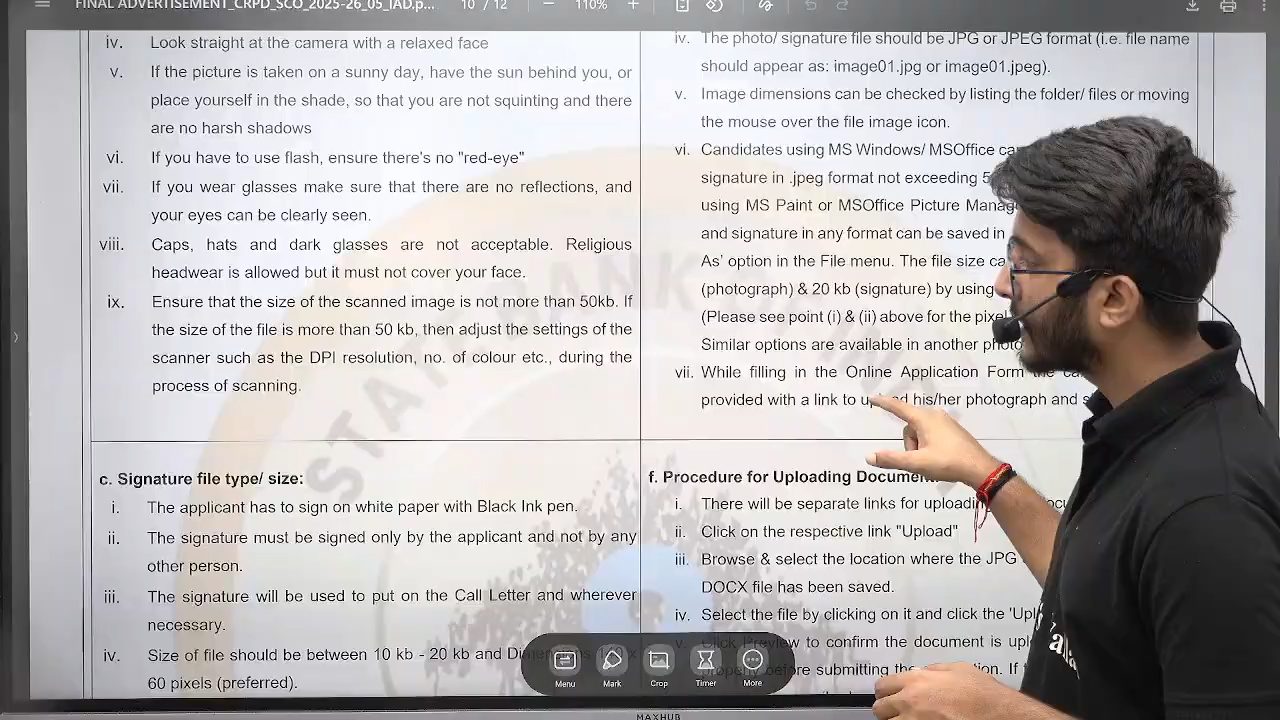 FINAL ADVERTISEMENT_CRPD_SCO_2025-26_05_IAD.p...
10 / 12
110%
iv. Look straight at the camera with a relaxed face
v. If the picture is taken on a sunny day, have the sun behind you, or
place yourself in the shade, so that you are not squinting and there
are no harsh shadows
vi. If you have to use flash, ensure there's no "red-eye"
vii. If you wear glasses make sure that there are no reflections, and
your eyes can be clearly seen.
viii. Caps, hats and dark glasses are not acceptable. Religious
headwear is allowed but it must not cover your face.
ix. Ensure that the size of the scanned image is not more than 50kb. If
the size of the file is more than 50 kb, then adjust the settings of the
scanner such as the DPI resolution, no. of colour etc., during the
process of scanning.
c. Signature file type/ size:
i. The applicant has to sign on white paper with Black Ink pen.
ii. The signature must be signed only by the applicant and not by any
other person.
iii. The signature will be used to put on the Call Letter and wherever
necessary.
iv. Size of file should be between 10 kb - 20 kb and
60 pixels (preferred).
iv. The photo/ signature file should be JPG or JPEG format (i.e. file name
should appear as: image01.jpg or image01.jpeg).
v. Image dimensions can be checked by listing the folder/ files or moving
the mouse over the file image icon.
vi. Candidates using MS Windows/ MSOffice
signature in .jpeg format not exceeding
using MS Paint or MSOffice Picture
and signature in any format can be saved in
As' option in the File menu. The file size
(photograph) & 20 kb (signature) by using
(Please see point (i) & (ii) above for the
Similar options are available in another
vii. While filling in the Online Application Form the
provided with a link to his/her photograph and
f. Procedure for Uploading
i. There will be separate links for
ii. Click on the respective link "Upload"
iii. Browse & select the location where the JPG
DOCX file has been saved.
iv. Select the file by clicking on it and click the
v. Click Preview to confirm the document is
properly before submitting the If
STATE BANK
Menu
Mark
Crop
Timer
More
MAXHUB